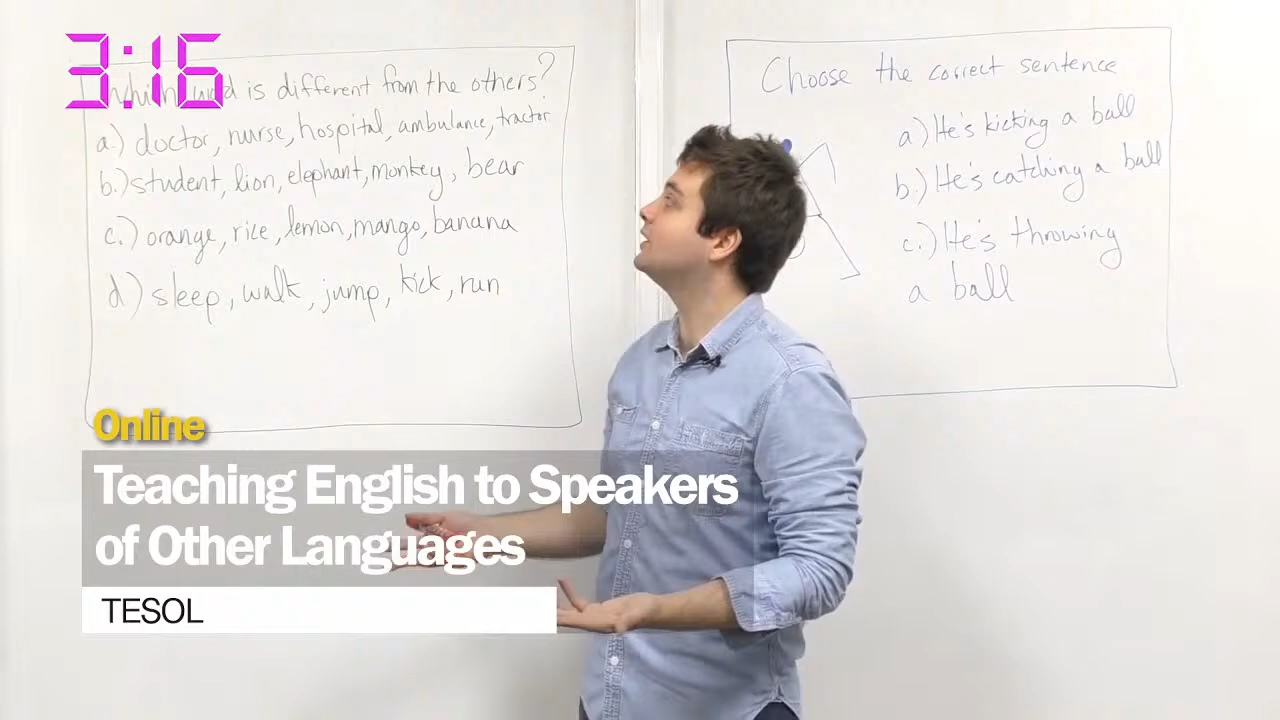 3:16
Which word is different from the others?
a.) doctor, nurse, hospital, ambulance, tractor
b.) student, lion, elephant, monkey, bear
c.) orange, rice, lemon, mango, banana
d) sleep, walk, jump, kick, run
Choose the correct sentence
a) He's kicking a ball
b.) He's catching a ball
c.) He's throwing
a ball
Online
Teaching English to Speakers
of Other Languages
TESOL